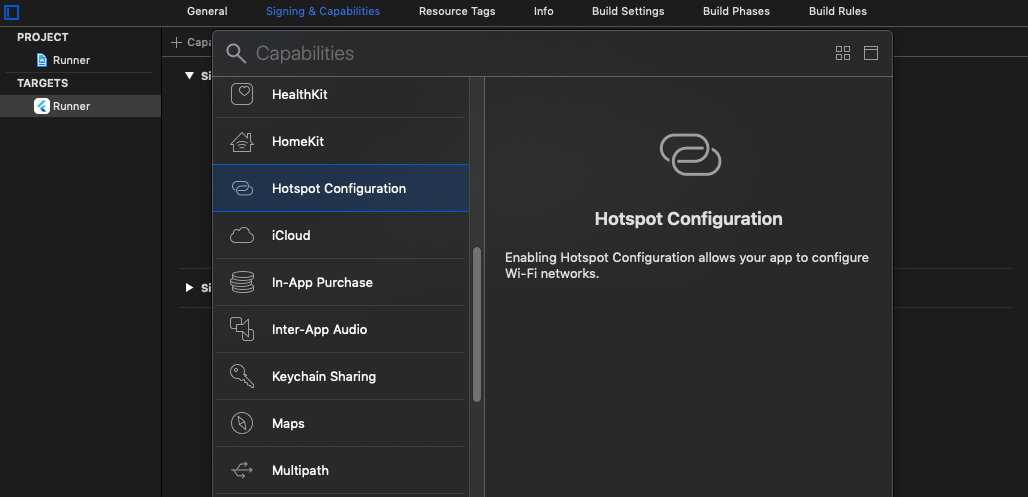 General
Signing & Capabilities
Resource Tags
Info
Build Settings
Build Phases
Build Rules
PROJECT
Runner
TARGETS
Runner
+ Capa
Si
Si
Capabilities
HealthKit
HomeKit
Hotspot Configuration
iCloud
In-App Purchase
Inter-App Audio
Keychain Sharing
Maps
Multipath
Hotspot Configuration
Enabling Hotspot Configuration allows your app to configure
Wi-Fi networks.